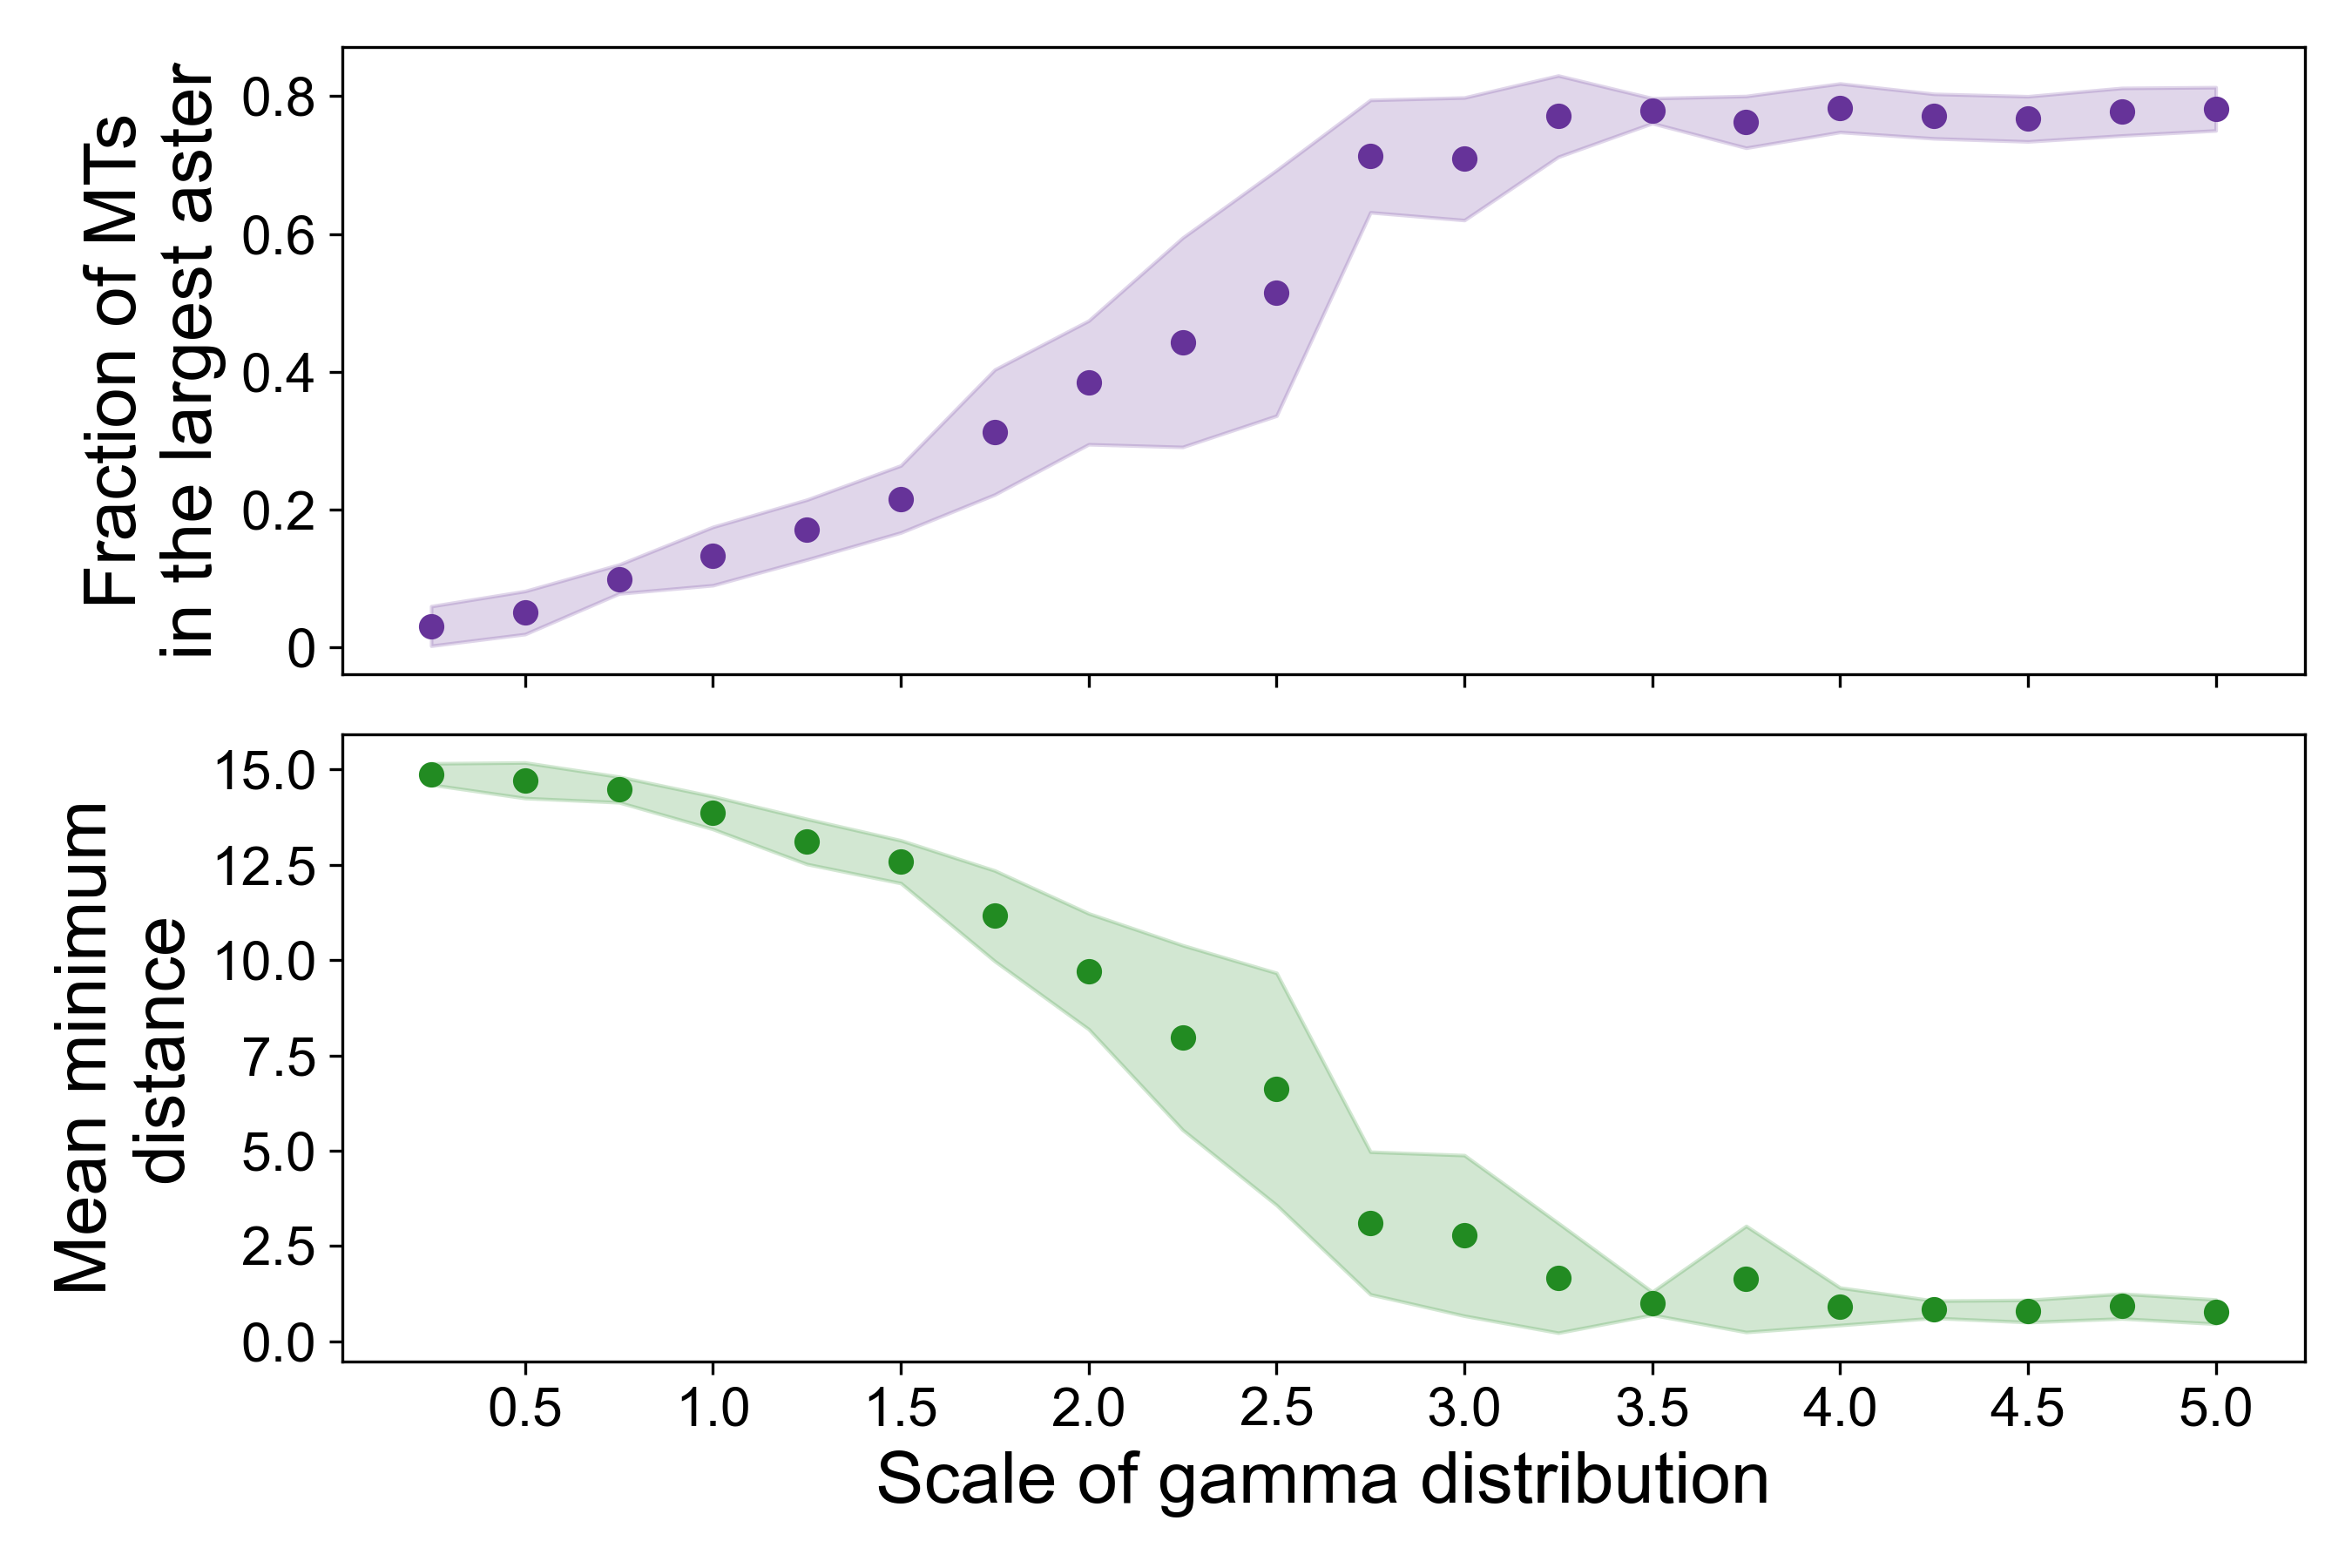 Fraction of MTs
in the largest aster
0.8
0.6
0.4
0.2
0
Mean minimum
distance
15.0
12.5
10.0
7.5
5.0
2.5
0.0
0.5 1.0 1.5 2.0 2.5 3.0 3.5 4.0 4.5 5.0
Scale of gamma distribution